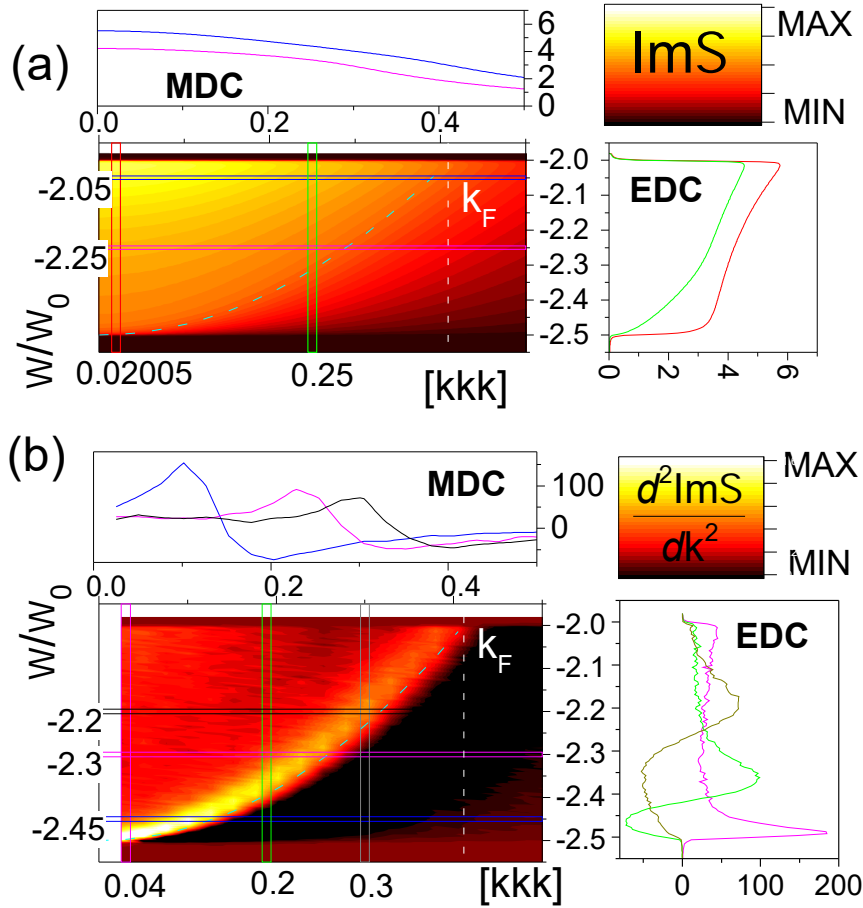 (a)
MDC
6
4
2
0
0.0 0.2 0.4
ImS
MAX
MIN
-2.05
-2.25
w/w0
kF
-2.0
-2.1
-2.2
-2.3
-2.4
-2.5
0.02005 0.25 [kkk]
EDC
0 2 4 6
(b)
MDC
100
0
0.0 0.2 0.4
d²ImS
dk²
MAX
MIN
w/w0
-2.2
-2.3
-2.45
kF
-2.0
-2.1
-2.2
-2.3
-2.4
-2.5
0.04 0.2 0.3 [kkk]
EDC
0 100 200